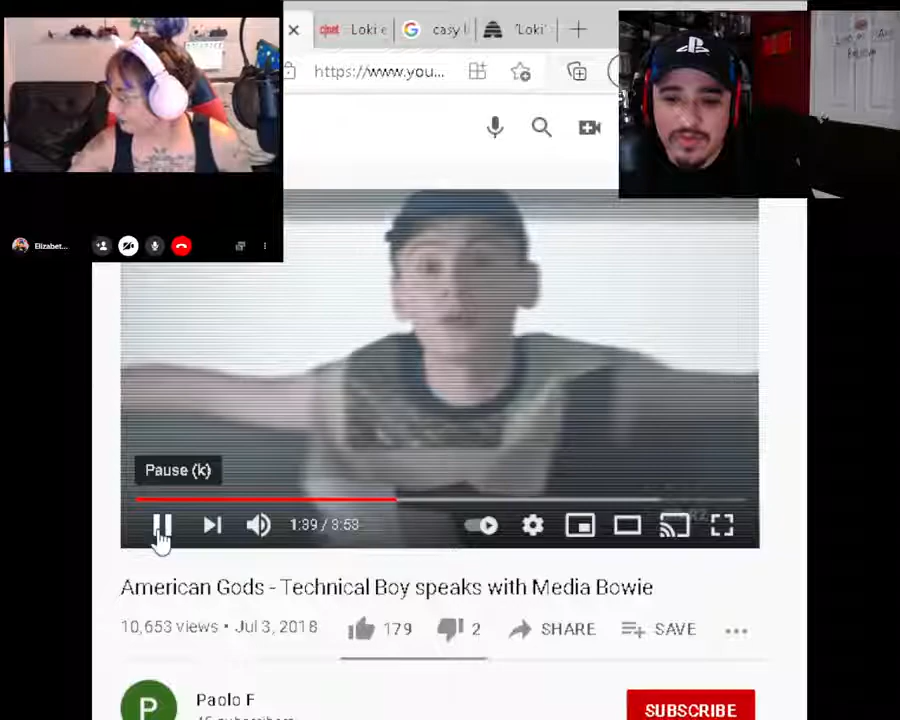 cnet Loki e
casy l
"Loki'
https://www.you...
Elizabet...
Pause (k)
1:39 / 3:53
American Gods - Technical Boy speaks with Media Bowie
10,653 views • Jul 3, 2018
179
2
SHARE
SAVE
P
Paolo F
SUBSCRIBE